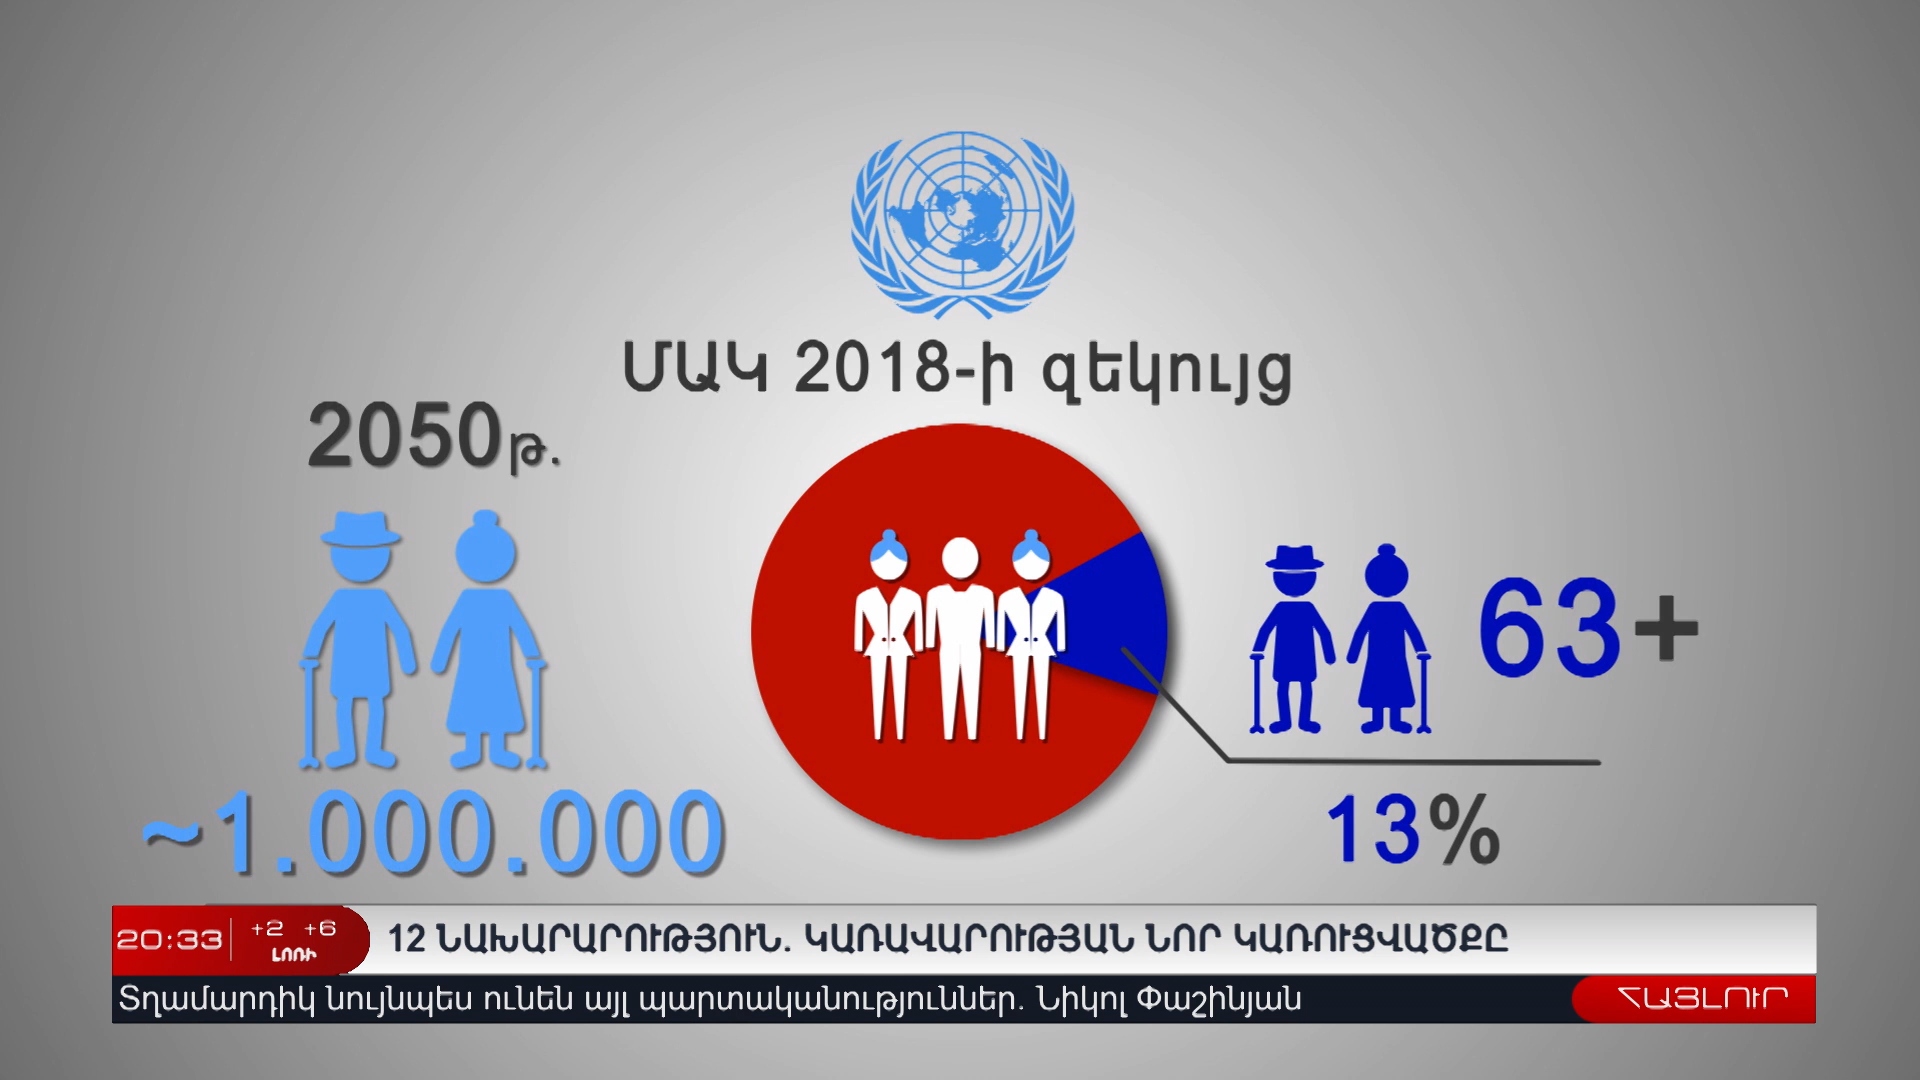 ՄԱԿ 2018-ի զեկույց
2050թ.
~1.000.000
63+
13%
20:33
+2 +6
ԼՈՌԻ
12 ՆԱԽԱՐԱՐՈՒԹՅՈՒՆ. ԿԱՌԱՎԱՐՈՒԹՅԱՆ ՆՈՐ ԿԱՌՈՒՑՎԱԾՔԸ
Տղամարդիկ նույնպես ունեն այլ պարտականություններ. Նիկոլ Փաշինյան
ՀԱՅԼՈՒՐ